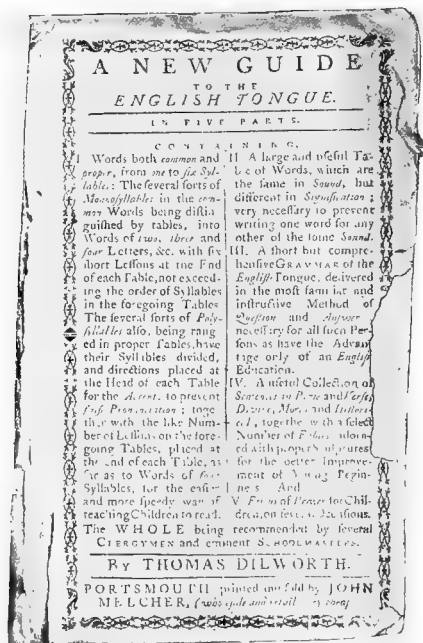 A NEW GUIDE
TO THE
ENGLISH TONGUE.
IN FIVE PARTS.
CONTAINING,
I Words both common and
proper, from one to six Syl-
lables: The several sorts of
Monosyllables in the com-
mon Words being distin-
guished by tables, into
Words of two, three and
four Letters, &c. with six
short Lessons at the End
of each Table, not exceed-
ing the order of Syllables
in the foregoing Tables
The several sorts of Poly-
syllables also, being rang
ed in proper tables, have
their Syllables divided,
and directions placed at
the Head of each Table
for the Accent, to prevent
false Pronunciation; toge
ther with the like Num-
ber of Lessons on the fore-
going Tables, placed at
the End of each Table, as
far as to Words of four
Syllables, for the easier
and more speedy way of
teaching Children to read.
II A large and useful Ta-
ble of Words, which are
the same in Sound, but
different in Signification;
very necessary to prevent
writing one word for any
other of the same Sound.
III. A short but compre-
hensive GRAMMAR of the
English Tongue, delivered
in the most familiar and
instructive Method of
Question and Answer
necessary for all such Per-
sons as have the Advan
tage only of an English
Education.
IV. A useful Collection of
Sentences in Prose and Verse,
Divine, Moral and Histori-
cal, together with a select
Number of Fables adorn-
ed with proper Sculptures
for the better Improve-
ment of Young Begin-
ners And
V. Forms of Prayer for Chil-
dren, on several Occasions.
The WHOLE being recommended by several
CLERGYMEN and eminent SCHOOLMASTERS.
By THOMAS DILWORTH.
PORTSMOUTH printed and sold by JOHN
MELCHER, (wholesale and retail cheap